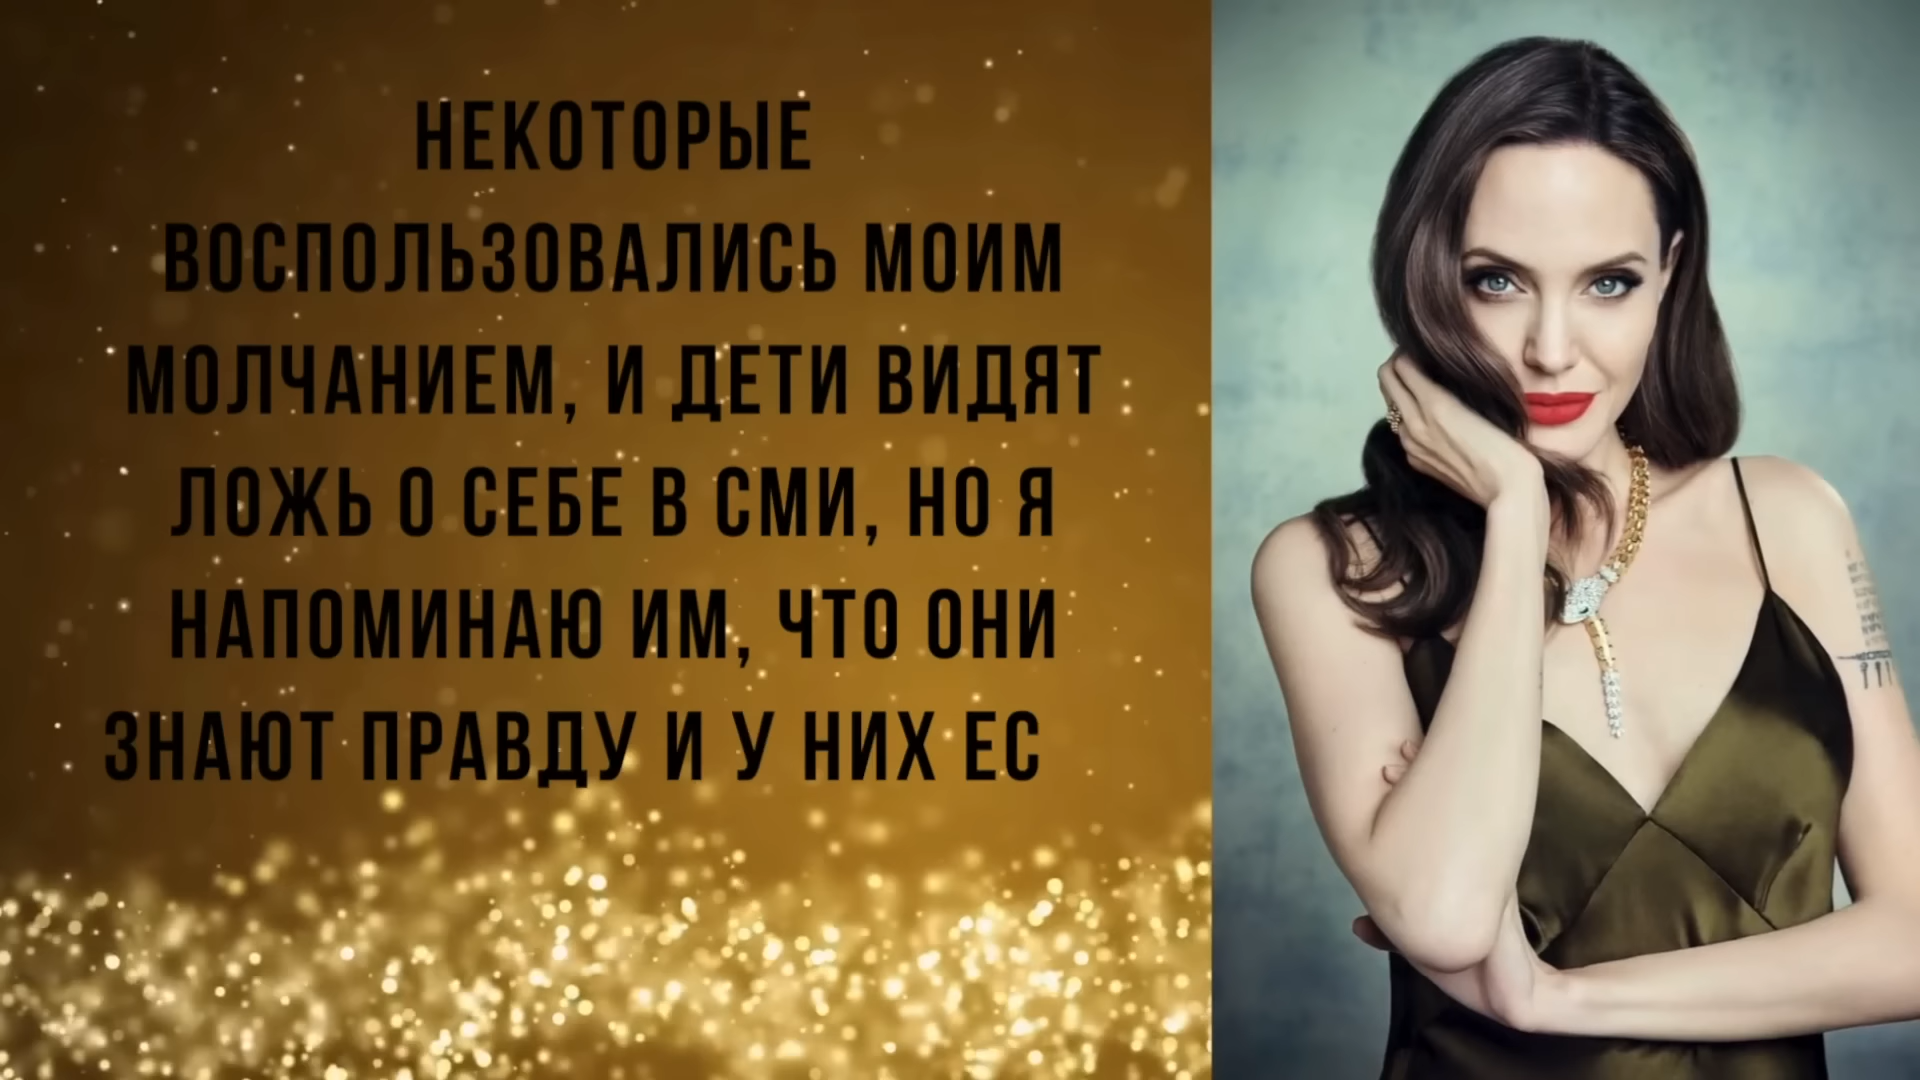 НЕКОТОРЫЕ
ВОСПОЛЬЗОВАЛИСЬ МОИМ
МОЛЧАНИЕМ, И ДЕТИ ВИДЯТ
ЛОЖЬ О СЕБЕ В СМИ, НО Я
НАПОМИНАЮ ИМ, ЧТО ОНИ
ЗНАЮТ ПРАВДУ И У НИХ ЕС